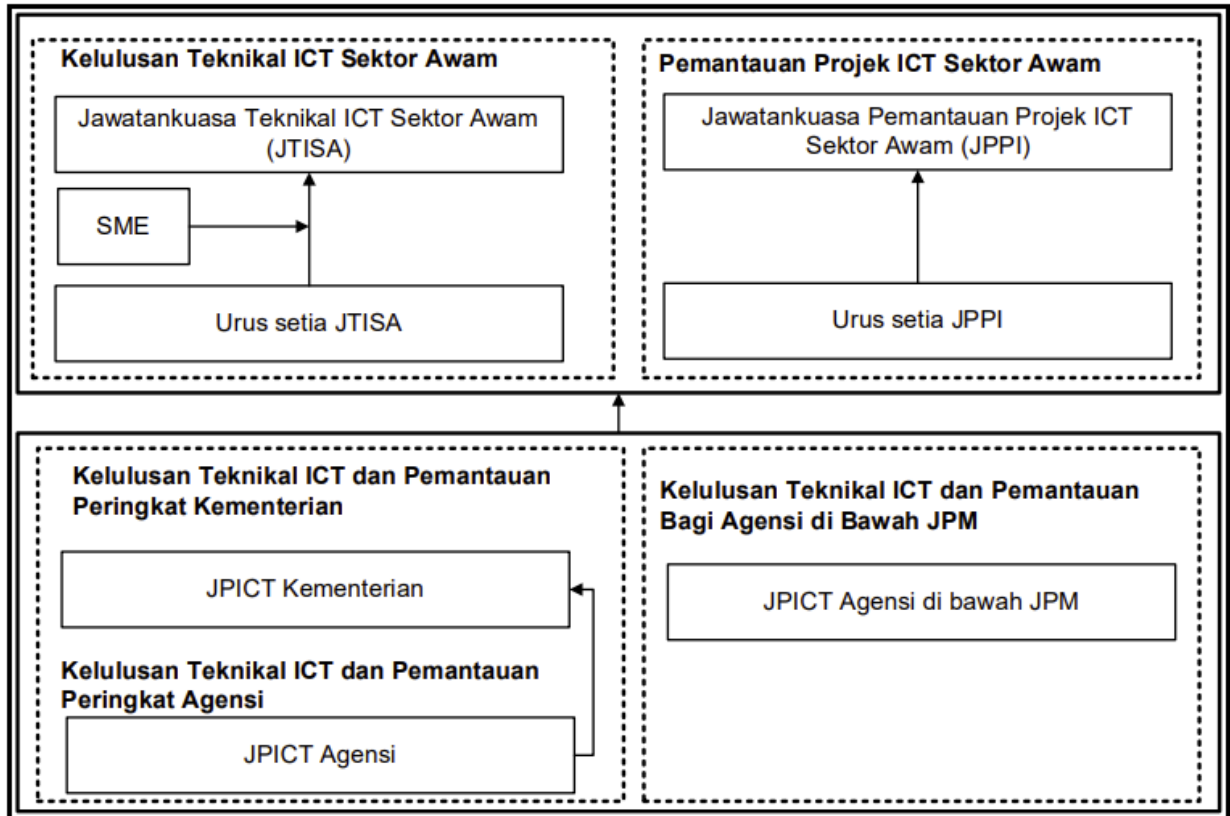 Kelulusan Teknikal ICT Sektor Awam
Jawatankuasa Teknikal ICT Sektor Awam
(JTISA)
SME
Urus setia JTISA
Pemantauan Projek ICT Sektor Awam
Jawatankuasa Pemantauan Projek ICT
Sektor Awam (JPPI)
Urus setia JPPI
Kelulusan Teknikal ICT dan Pemantauan
Peringkat Kementerian
JPICT Kementerian
Kelulusan Teknikal ICT dan Pemantauan
Peringkat Agensi
JPICT Agensi
Kelulusan Teknikal ICT dan Pemantauan
Bagi Agensi di Bawah JPM
JPICT Agensi di bawah JPM